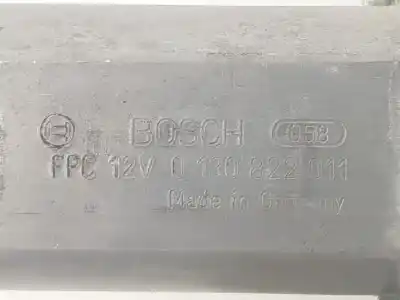 BOSCH 058
FPC 12V 0 130 822 011
Made in Germany